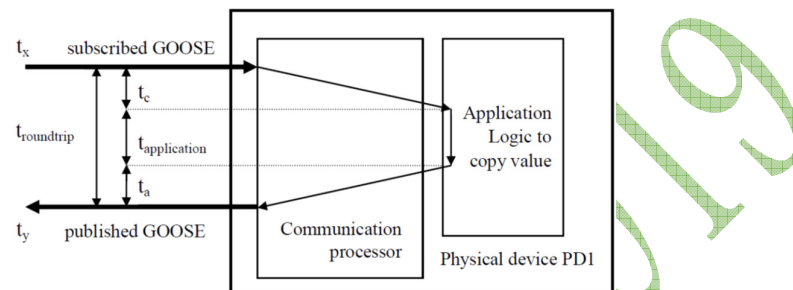 tx subscribed GOOSE
tc
troundtrip
tapplication
ta
ty published GOOSE
Communication
processor
Application
Logic to
copy value
Physical device PD1
019